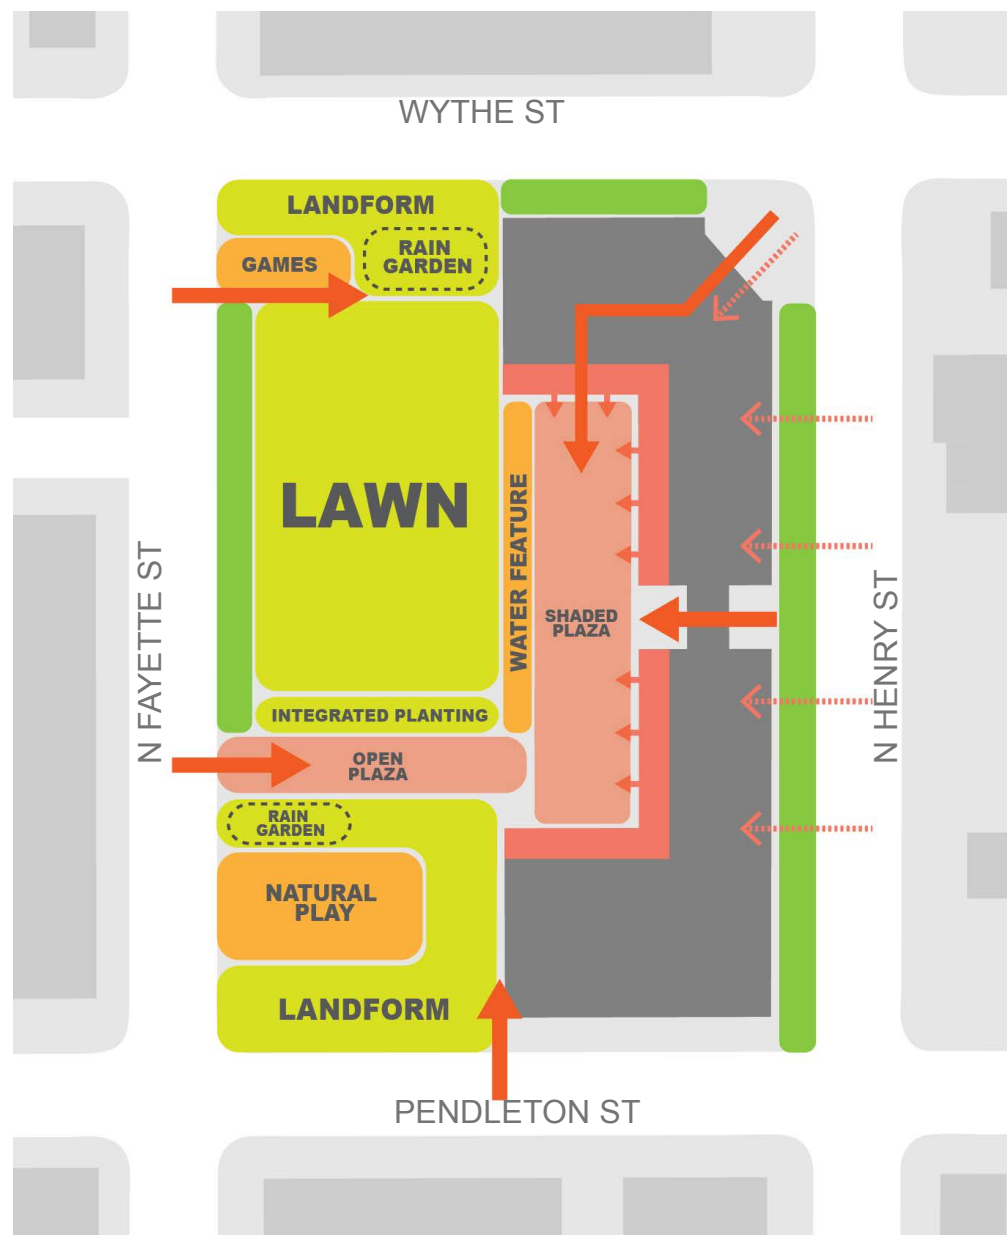 WYTHE ST
LANDFORM
RAIN
GARDEN
GAMES
LAWN
WATER FEATURE
SHADED
PLAZA
N FAYETTE ST
N HENRY ST
INTEGRATED PLANTING
OPEN
PLAZA
RAIN
GARDEN
NATURAL
PLAY
LANDFORM
PENDLETON ST